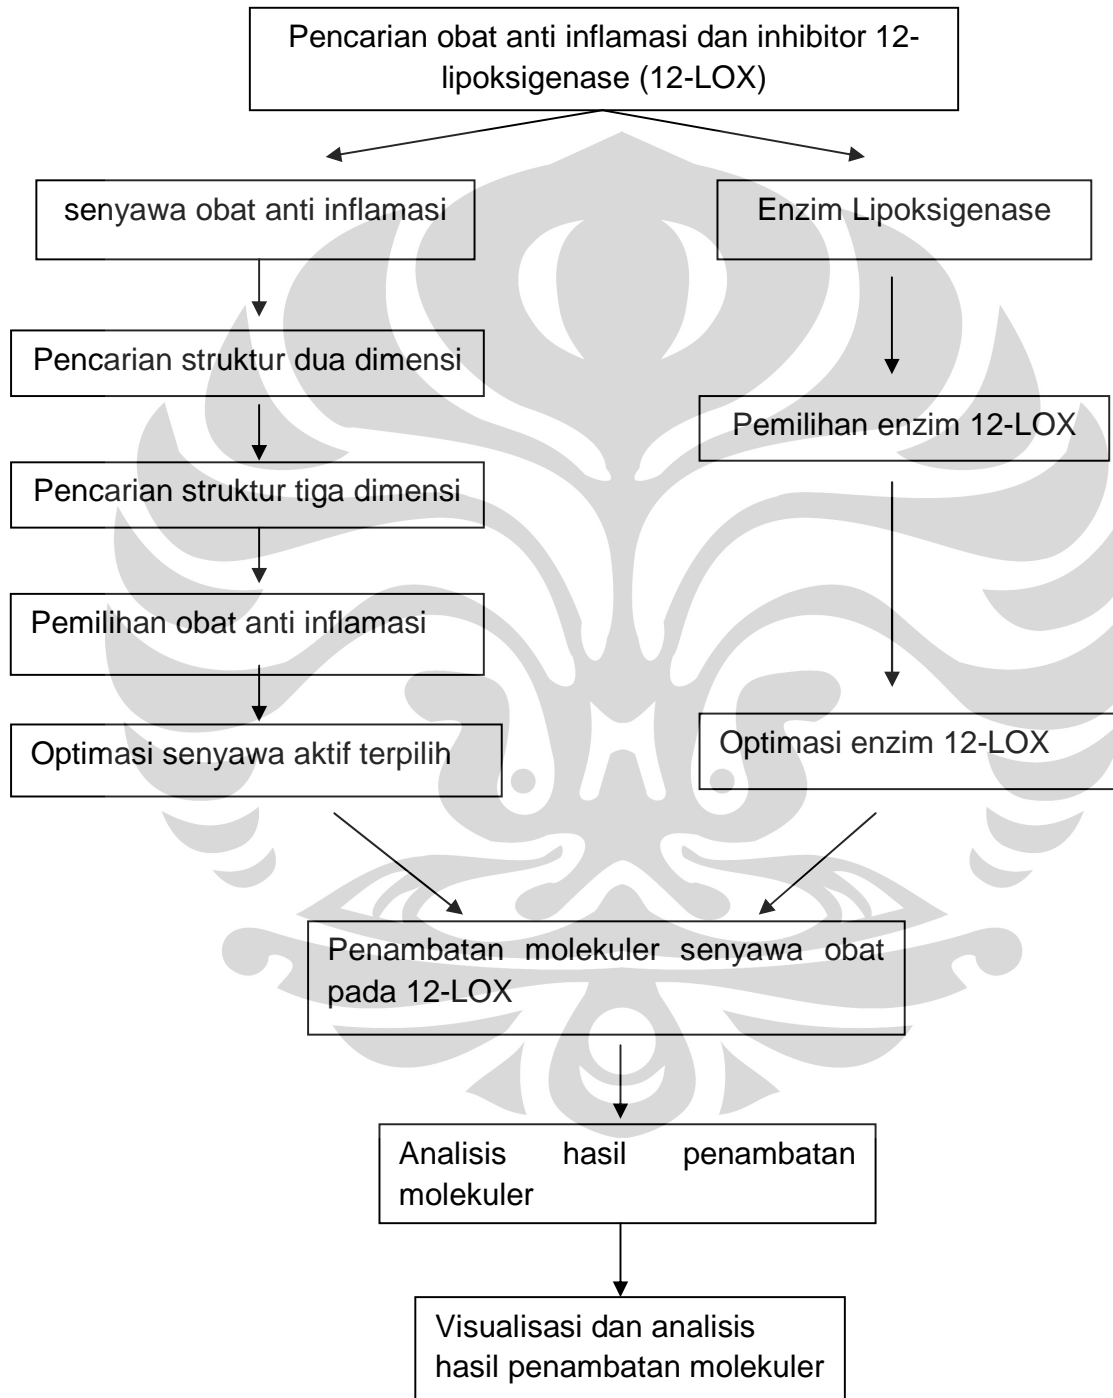 Pencarian obat anti inflamasi dan inhibitor 12-
lipoksigenase (12-LOX)
senyawa obat anti inflamasi
Enzim Lipoksigenase
Pencarian struktur dua dimensi
Pemilihan enzim 12-LOX
Pencarian struktur tiga dimensi
Pemilihan obat anti inflamasi
Optimasi senyawa aktif terpilih
Optimasi enzim 12-LOX
Penambatan molekuler senyawa obat
pada 12-LOX
Analisis hasil penambatan
molekuler
Visualisasi dan analisis
hasil penambatan molekuler